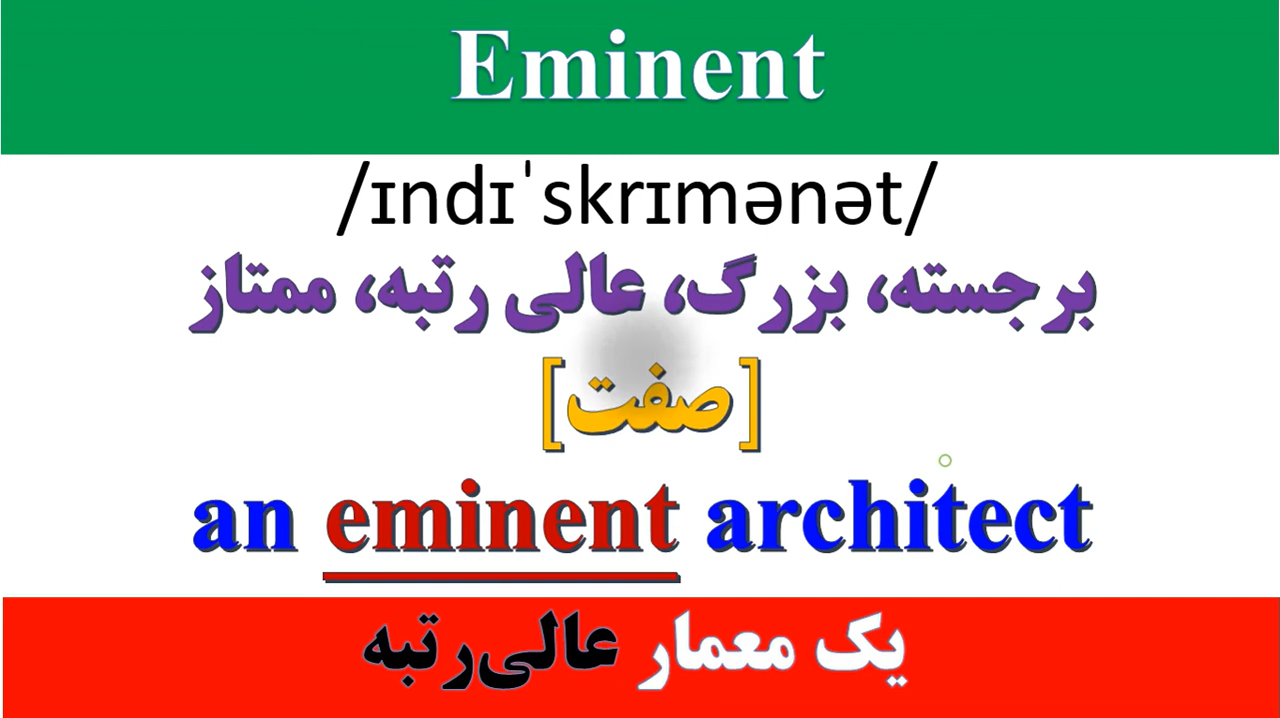 Eminent
/ɪndɪˈskrɪmənət/
برجسته، بزرگ، عالی رتبه، ممتاز
[صفت]
an eminent architect
یک معمار عالی‌رتبه